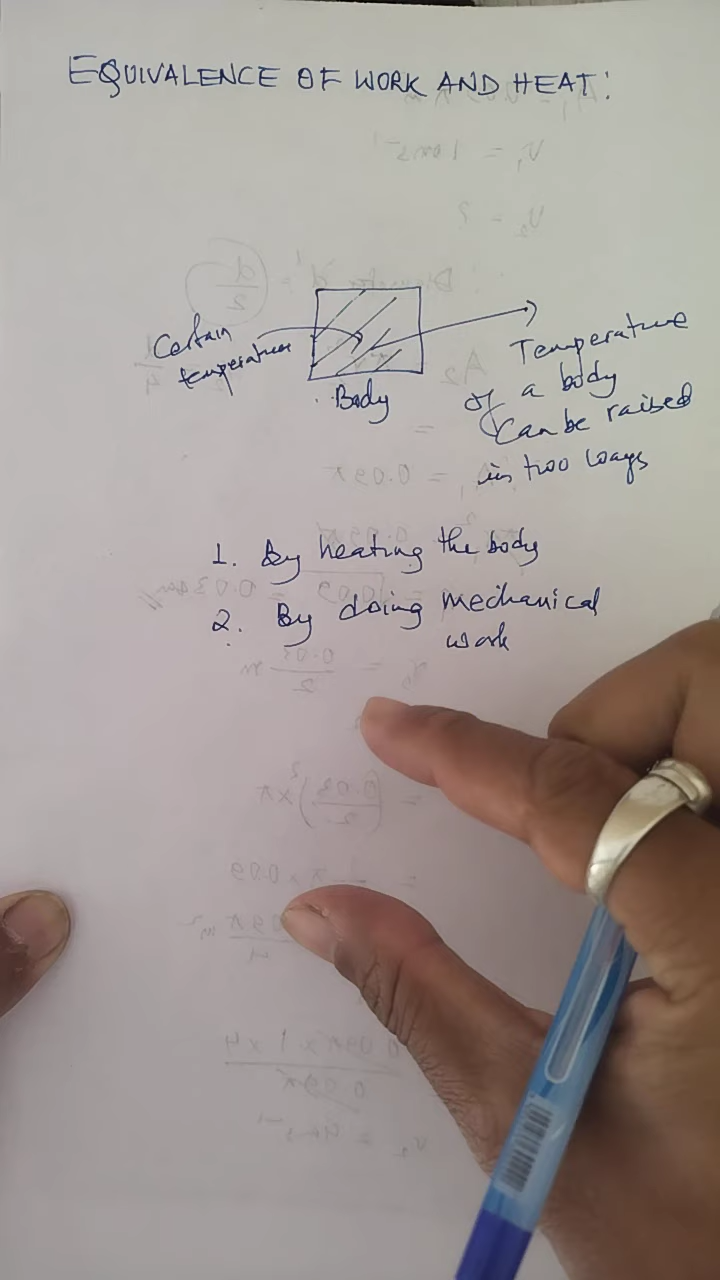 EQUIVALENCE OF WORK AND HEAT:
Certain
temperature
Body
Temperature
of a body
Can be raised
in two ways
1. By heating the body
2. By doing mechanical
work